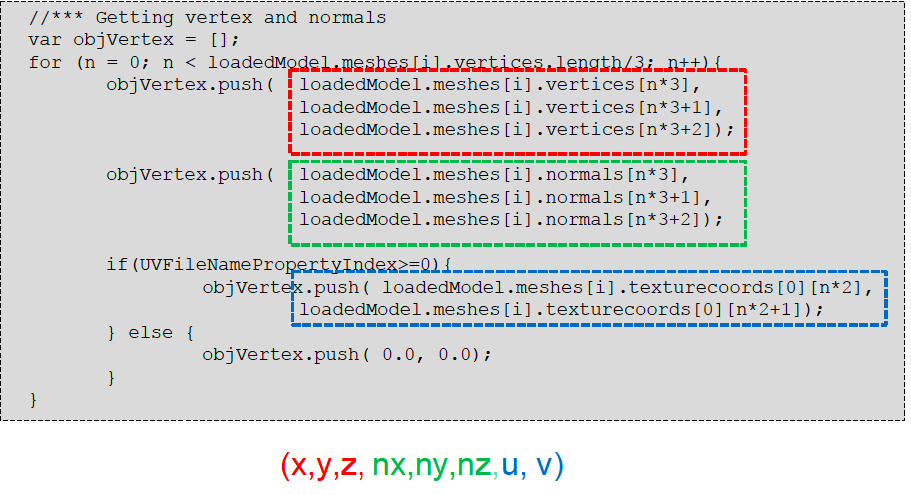 //*** Getting vertex and normals
var objVertex = [];
for (n = 0; n < loadedModel.meshes[i].vertices.length/3; n++){
objVertex.push( loadedModel.meshes[i].vertices[n*3],
loadedModel.meshes[i].vertices[n*3+1],
loadedModel.meshes[i].vertices[n*3+2]);
objVertex.push( loadedModel.meshes[i].normals[n*3],
loadedModel.meshes[i].normals[n*3+1],
loadedModel.meshes[i].normals[n*3+2]);
if(UVFileNamePropertyIndex>=0){
objVertex.push( loadedModel.meshes[i].texturecoords[0][n*2],
loadedModel.meshes[i].texturecoords[0][n*2+1]);
} else {
objVertex.push( 0.0, 0.0);
}
}
(x,y,z, nx,ny,nz,u, v)